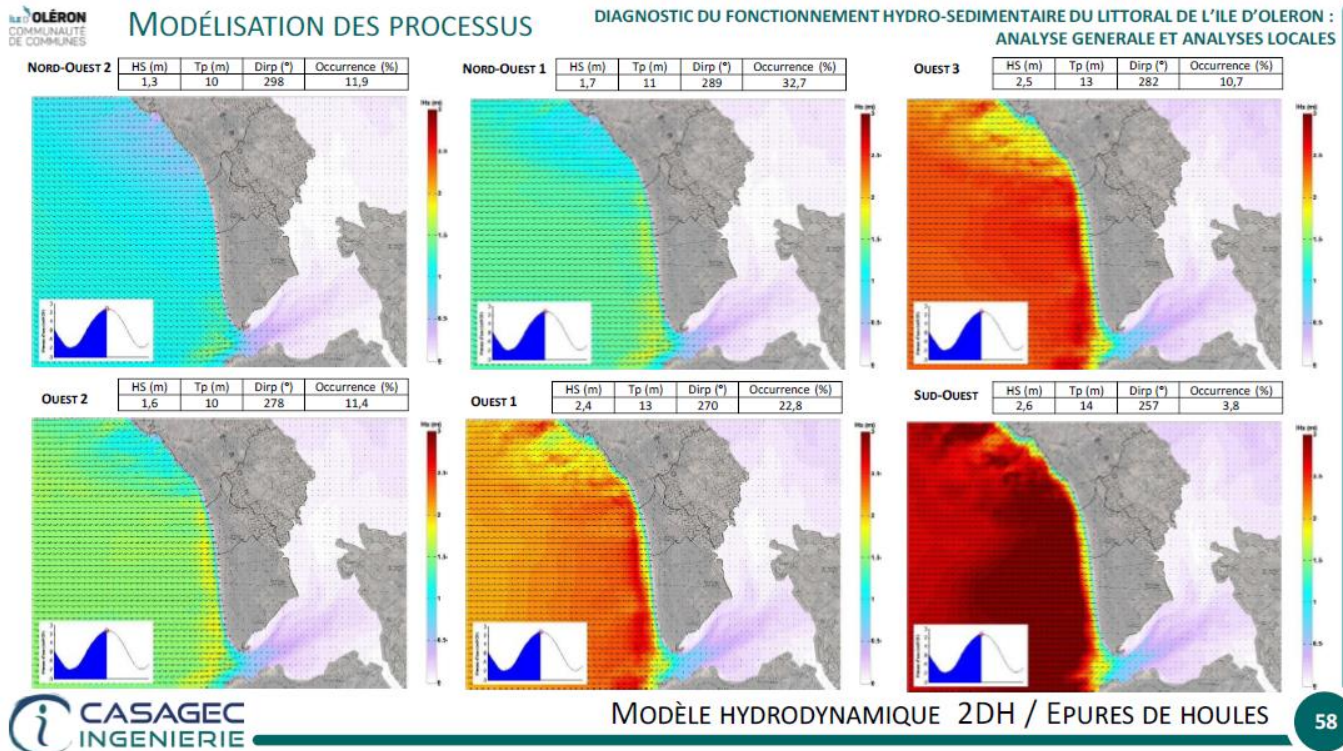 ILE D'OLÉRON
COMMUNAUTÉ
DE COMMUNES
MODÉLISATION DES PROCESSUS
DIAGNOSTIC DU FONCTIONNEMENT HYDRO-SEDIMENTAIRE DU LITTORAL DE L'ILE D'OLERON :
ANALYSE GENERALE ET ANALYSES LOCALES
NORD-OUEST 2
HS (m) Tp (m) Dirp (°) Occurrence (%)
1,3 10 298 11,9
NORD-OUEST 1
HS (m) Tp (m) Dirp (°) Occurrence (%)
1,7 11 289 32,7
OUEST 3
HS (m) Tp (m) Dirp (°) Occurrence (%)
2,5 13 282 10,7
OUEST 2
HS (m) Tp (m) Dirp (°) Occurrence (%)
1,6 10 278 11,4
OUEST 1
HS (m) Tp (m) Dirp (°) Occurrence (%)
2,4 13 270 22,8
SUD-OUEST
HS (m) Tp (m) Dirp (°) Occurrence (%)
2,6 14 257 3,8
CASAGEC
INGENIERIE
MODÈLE HYDRODYNAMIQUE 2DH / EPURES DE HOULES
58